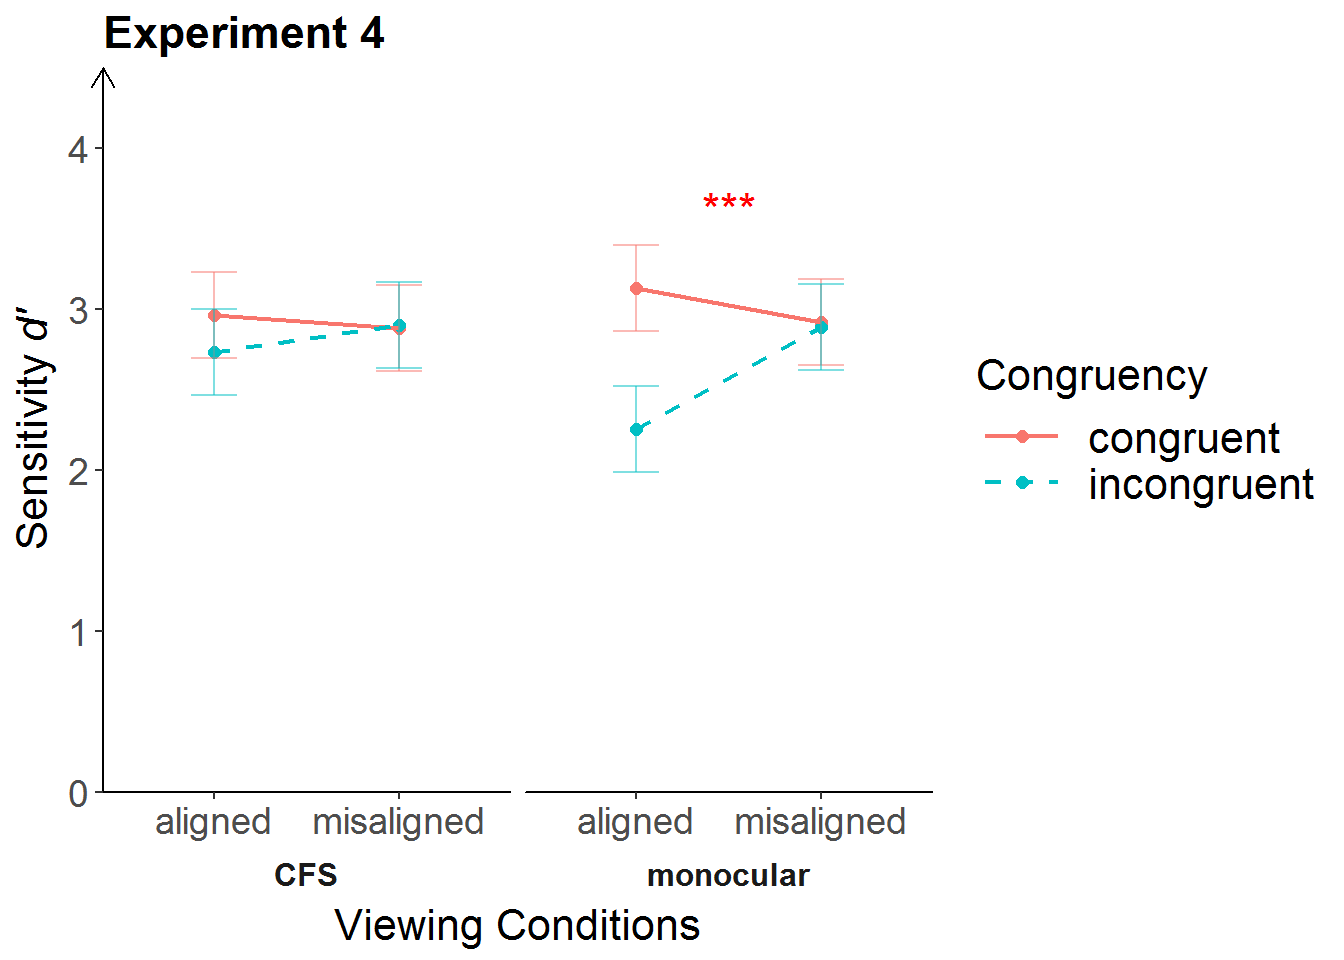 Experiment 4
4
3
2
1
0
Sensitivity d'
***
aligned misaligned aligned misaligned
CFS monocular
Viewing Conditions
Congruency
congruent
incongruent